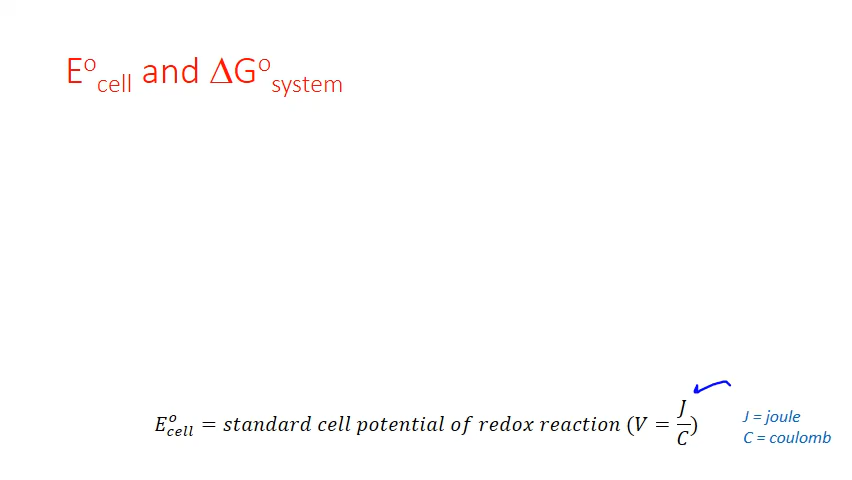 E°cell and ΔG°system
E°cell = standard cell potential of redox reaction (V = J/C)
J = joule
C = coulomb